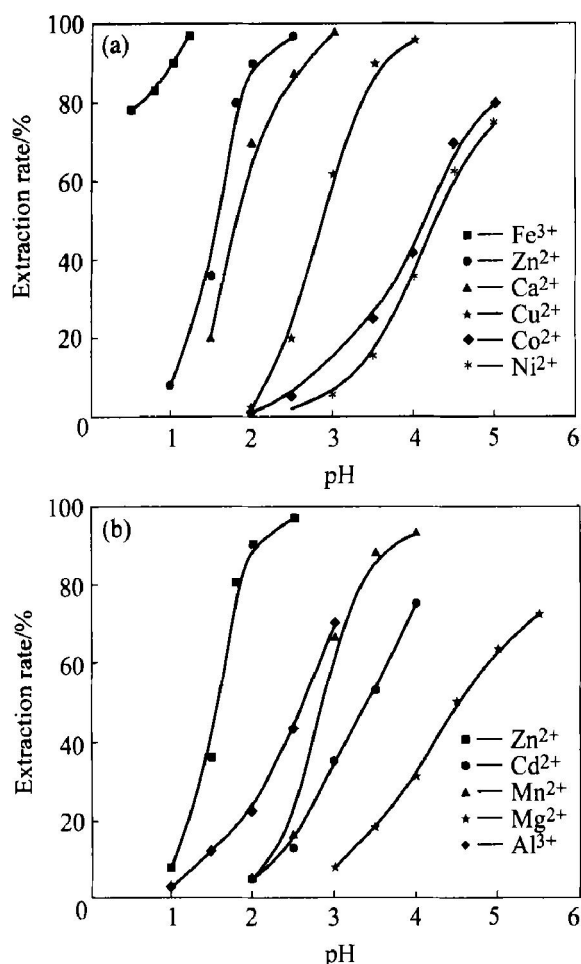 (a)
Extraction rate/%
100
80
60
40
20
0
Fe3+
Zn2+
Ca2+
Cu2+
Co2+
Ni2+
1 2 3 4 5 6
pH
(b)
Extraction rate/%
100
80
60
40
20
0
Zn2+
Cd2+
Mn2+
Mg2+
Al3+
1 2 3 4 5 6
pH